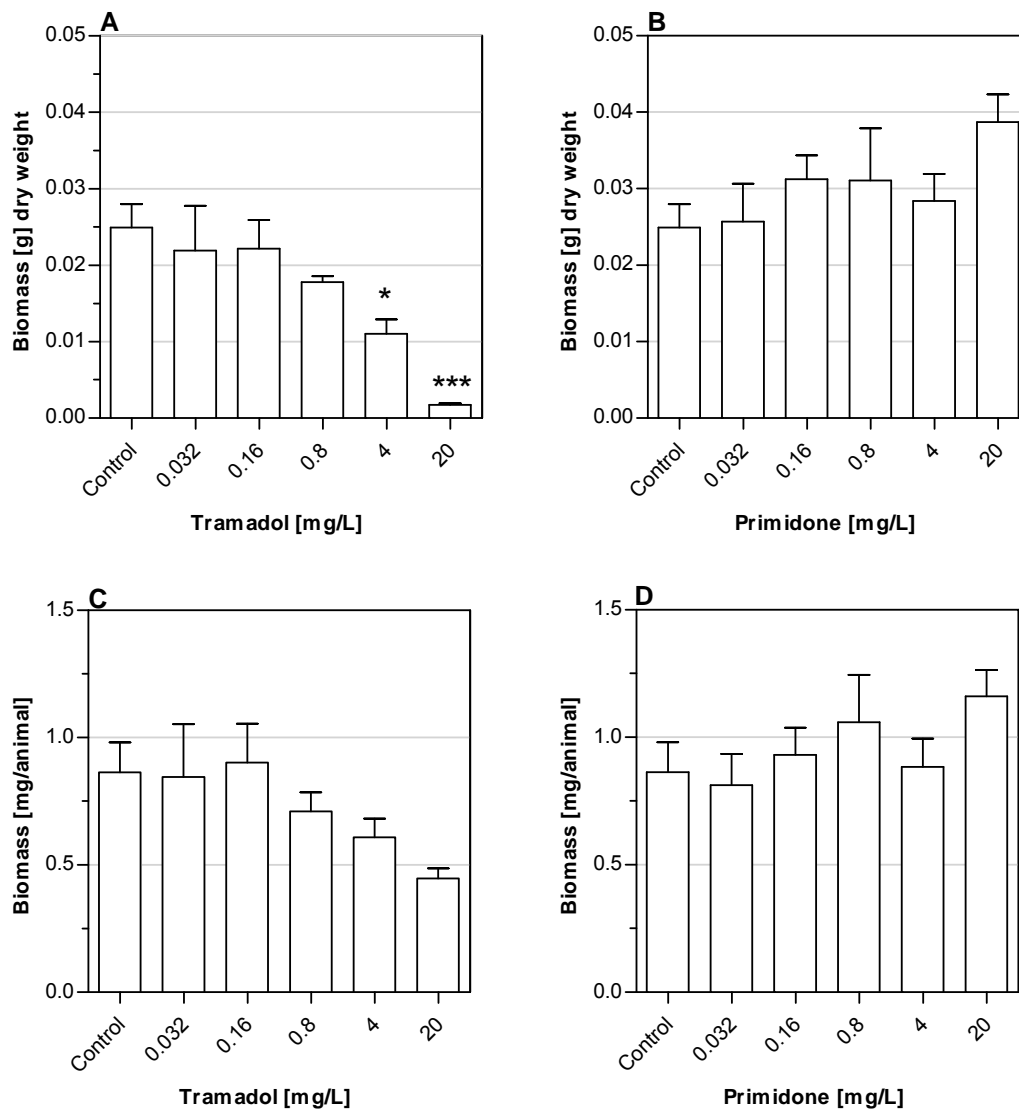 A
0.05
0.04
0.03
0.02
0.01
0.00
Biomass [g] dry weight
*
***
Control
0.032
0.16
0.8
4
20
Tramadol [mg/L]
B
0.05
0.04
0.03
0.02
0.01
0.00
Biomass [g] dry weight
Control
0.032
0.16
0.8
4
20
Primidone [mg/L]
C
1.5
1.0
0.5
0.0
Biomass [mg/animal]
Control
0.032
0.16
0.8
4
20
Tramadol [mg/L]
D
1.5
1.0
0.5
0.0
Biomass [mg/animal]
Control
0.032
0.16
0.8
4
20
Primidone [mg/L]